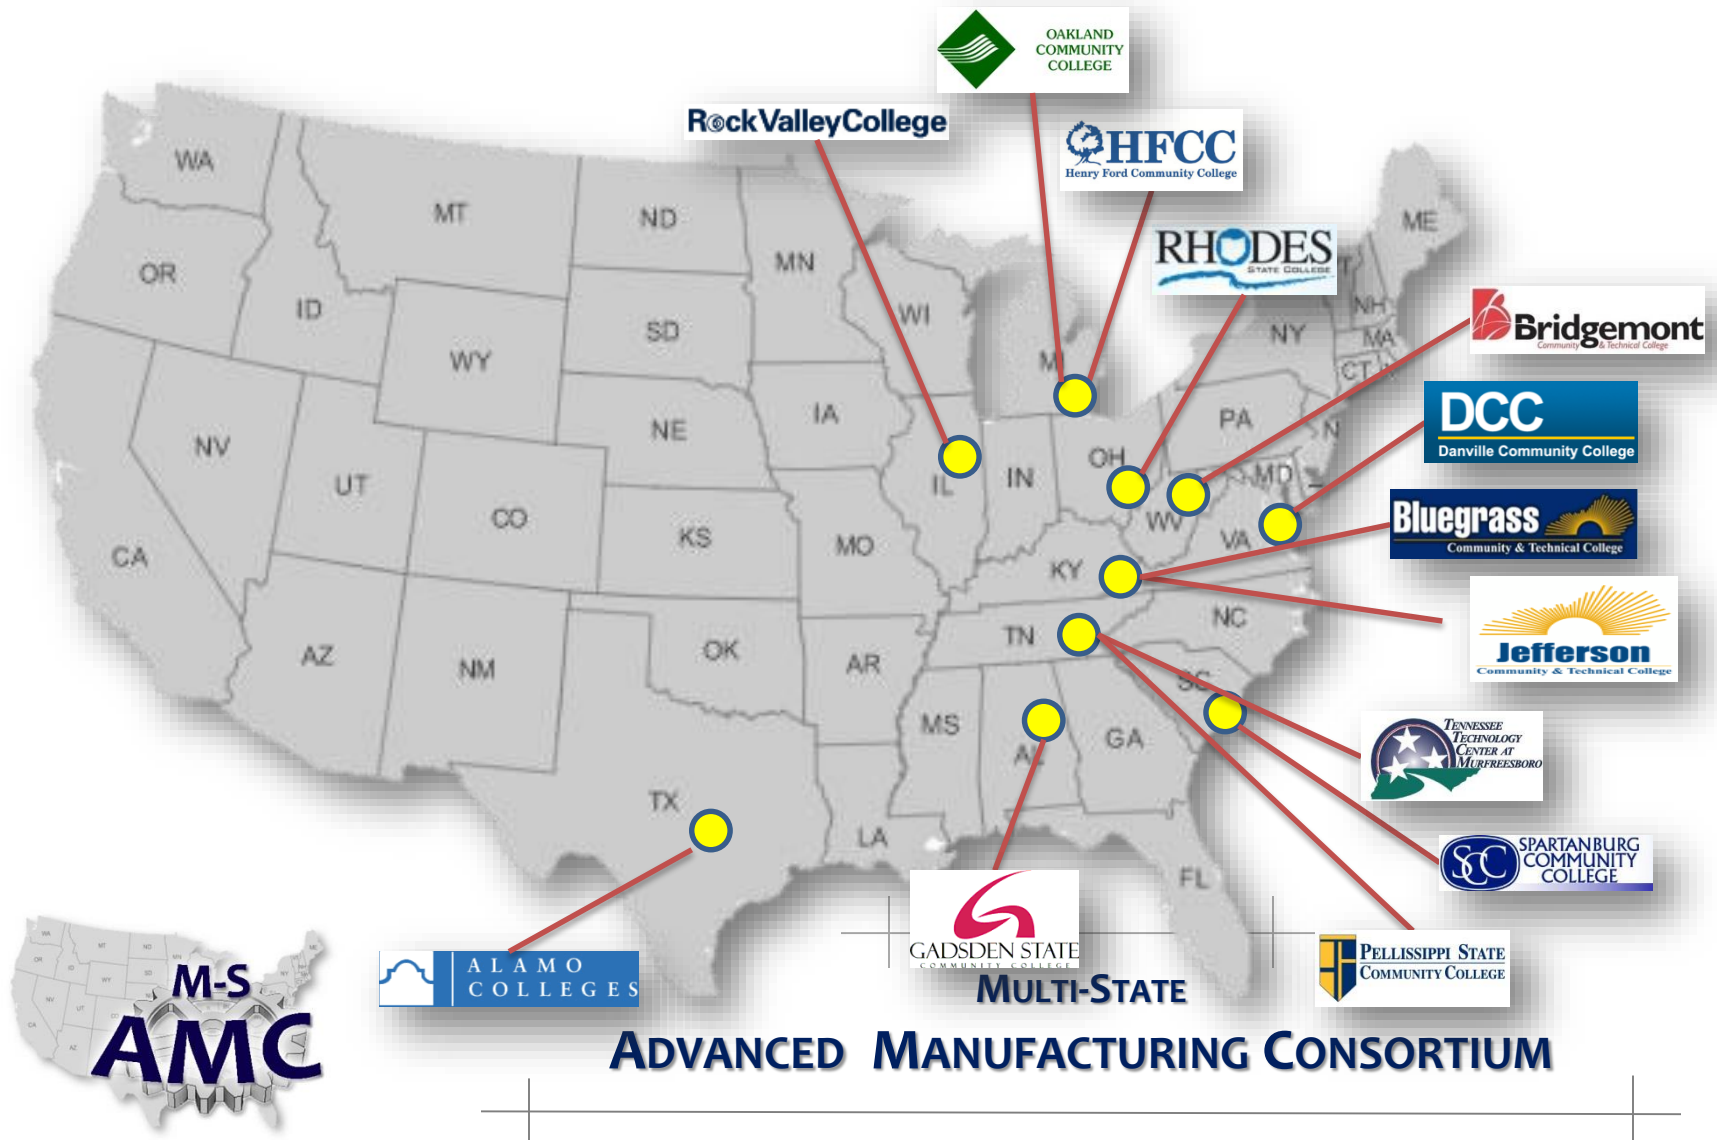 OAKLAND
COMMUNITY
COLLEGE
RockValleyCollege
HFCC
Henry Ford Community College
RHODES
STATE COLLEGE
Bridgemont
Community & Technical College
DCC
Danville Community College
Bluegrass
Community & Technical College
Jefferson
Community & Technical College
TENNESSEE
TECHNOLOGY
CENTER AT
MURFREESBORO
SCC
SPARTANBURG
COMMUNITY
COLLEGE
PELLISSIPPI STATE
COMMUNITY COLLEGE
GADSDEN STATE
COMMUNITY COLLEGE
ALAMO
COLLEGES
WA
MT
ND
MN
ME
OR
ID
SD
WI
MI
NY
NH
MA
CT
WY
NV
UT
CO
NE
IA
IL
IN
OH
PA
MD
WV
VA
CA
KS
MO
KY
NC
AZ
NM
OK
AR
TN
SC
MS
AL
GA
TX
LA
FL
M-S
AMC
MULTI-STATE
ADVANCED MANUFACTURING CONSORTIUM